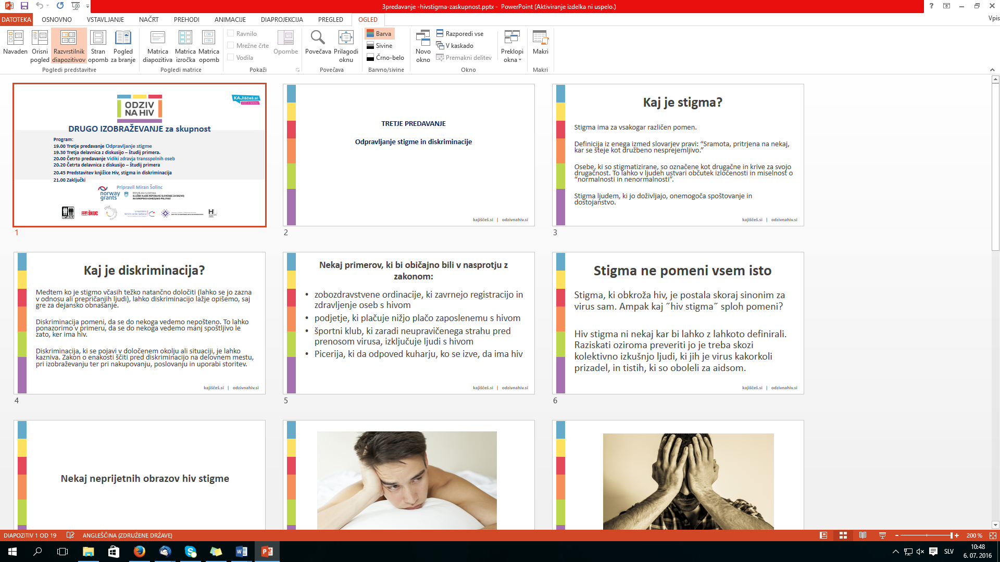 3predavanje -hivstigma-zaskupnost.pptx - PowerPoint (Aktiviranje izdelka ni uspelo.)
DATOTEKA OSNOVNO VSTAVLJANJE NAČRT PREHODI ANIMACIJE DIAPROJEKCIJA PREGLED OGLED Vpis
Navaden
Orisni
pogled
Razvrstilnik
diapozitivov
Stran
opomb
Pogled
za branje
Pogledi predstavitve
Matrica
diapozitiva
Matrica
izročka
Matrica
opomb
Pogledi matrice
Ravnilo
Mrežne črte
Vodila
Opombe
Pokaži
Povečava
Prilagodi
oknu
Povečava
Barva
Sivine
Črno-belo
Barvno/sivine
Novo
okno
Razporedi vse
V kaskado
Premakni delitev
Preklopi
okna
Okno
Makri
Makri
ODZIV
NA HIV
KAJiščeš.si
DRUGO IZOBRAŽEVANJE za skupnost
Program:
19.00 Tretje predavanje Odpravljanje stigme
19.30 Tretja delavnica z diskusijo – študij primera.
20.00 Četrto predavanje Vidiki zdravja transspolnih oseb
20.20 Četrta delavnica z diskusijo – študij primera
20.45 Predstavitev knjižice Hiv, stigma in diskriminacija
21.00 Zaključki
Pripravil Miran Šolinc
norway
grants
REPUBLIKA SLOVENIJA
SLUŽBA VLADE REPUBLIKE SLOVENIJE ZA RAZVOJ
IN EVROPSKO KOHEZIJSKO POLITIKO
ŠKUC
1
TRETJE PREDAVANJE
Odpravljanje stigme in diskriminacije
kajiščeš.si | odzivnahiv.si
2
Kaj je stigma?
Stigma ima za vsakogar različen pomen.
Definicija iz enega izmed slovarjev pravi: “Sramota, pritrjena na nekaj,
kar se šteje kot družbeno nesprejemljivo.”
Osebe, ki so stigmatizirane, so označene kot drugačne in krive za svojo
drugačnost. To lahko v ljudeh ustvari občutek izločenosti in miselnost o
“normalnosti in nenormalnosti”.
Stigma ljudem, ki jo doživljajo, onemogoča spoštovanje in
dostojanstvo.
kajiščeš.si | odzivnahiv.si
3
Kaj je diskriminacija?
Medtem ko je stigmo včasih težko natančno določiti (lahko se jo zazna
v odnosu ali prepričanjih ljudi), lahko diskriminacijo lažje opišemo, saj
gre za dejansko obnašanje.
Diskriminacija pomeni, da se do nekoga vedemo nepošteno. To lahko
ponazorimo v primeru, da se do nekoga vedemo manj spoštljivo le
zato, ker ima hiv.
Diskriminacija, ki se pojavi v določenem okolju ali situaciji, je lahko
kazniva. Zakon o enakosti ščiti pred diskriminacijo na delovnem mestu,
pri izobraževanju ter pri nakupovanju, poslovanju in uporabi storitev.
kajiščeš.si | odzivnahiv.si
4
Nekaj primerov, ki bi običajno bili v nasprotju z
zakonom:
• zobozdravstvene ordinacije, ki zavrnejo registracijo in
zdravljenje oseb s hivom
• podjetje, ki plačuje nižjo plačo zaposlenemu s hivom
• športni klub, ki zaradi neupravičenega strahu pred
prenosom virusa, izključuje ljudi s hivom
• Picerija, ki da odpoved kuharju, ko se izve, da ima hiv
kajiščeš.si | odzivnahiv.si
5
Stigma ne pomeni vsem isto
Stigma, ki obkroža hiv, je postala skoraj sinonim za
virus sam. Ampak kaj ˝hiv stigma˝ sploh pomeni?
Hiv stigma ni nekaj kar bi lahko z lahkoto definirali.
Raziskati oziroma preveriti jo je treba skozi
kolektivno izkušnjo ljudi, ki jih je virus kakorkoli
prizadel, in tistih, ki so oboleli za aidsom.
kajiščeš.si | odzivnahiv.si
6
Nekaj neprijetnih obrazov hiv stigme
DIAPOZITIV 1 OD 19 ANGLEŠČINA (ZDRUŽENE DRŽAVE) 200 %
SLV
10:48
6. 07. 2016